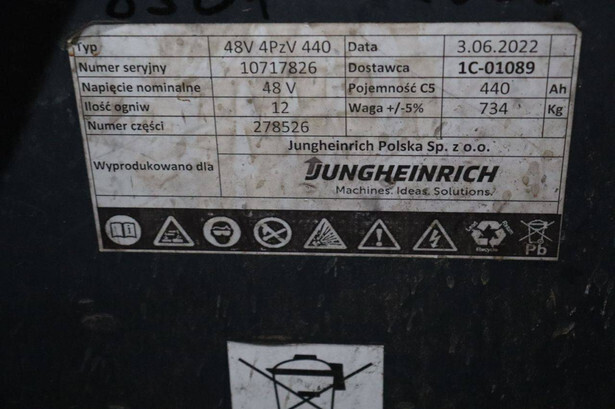 Typ 48V 4PzV 440 Data 3.06.2022
Numer seryjny 10717826 Dostawca 1C-01089
Napięcie nominalne 48 V Pojemność C5 440 Ah
Ilość ogniw 12 Waga +/-5% 734 Kg
Numer części 278526
Jungheinrich Polska Sp. z o.o.
Wyprodukowano dla JUNGHEINRICH
Machines. Ideas. Solutions.
Pb